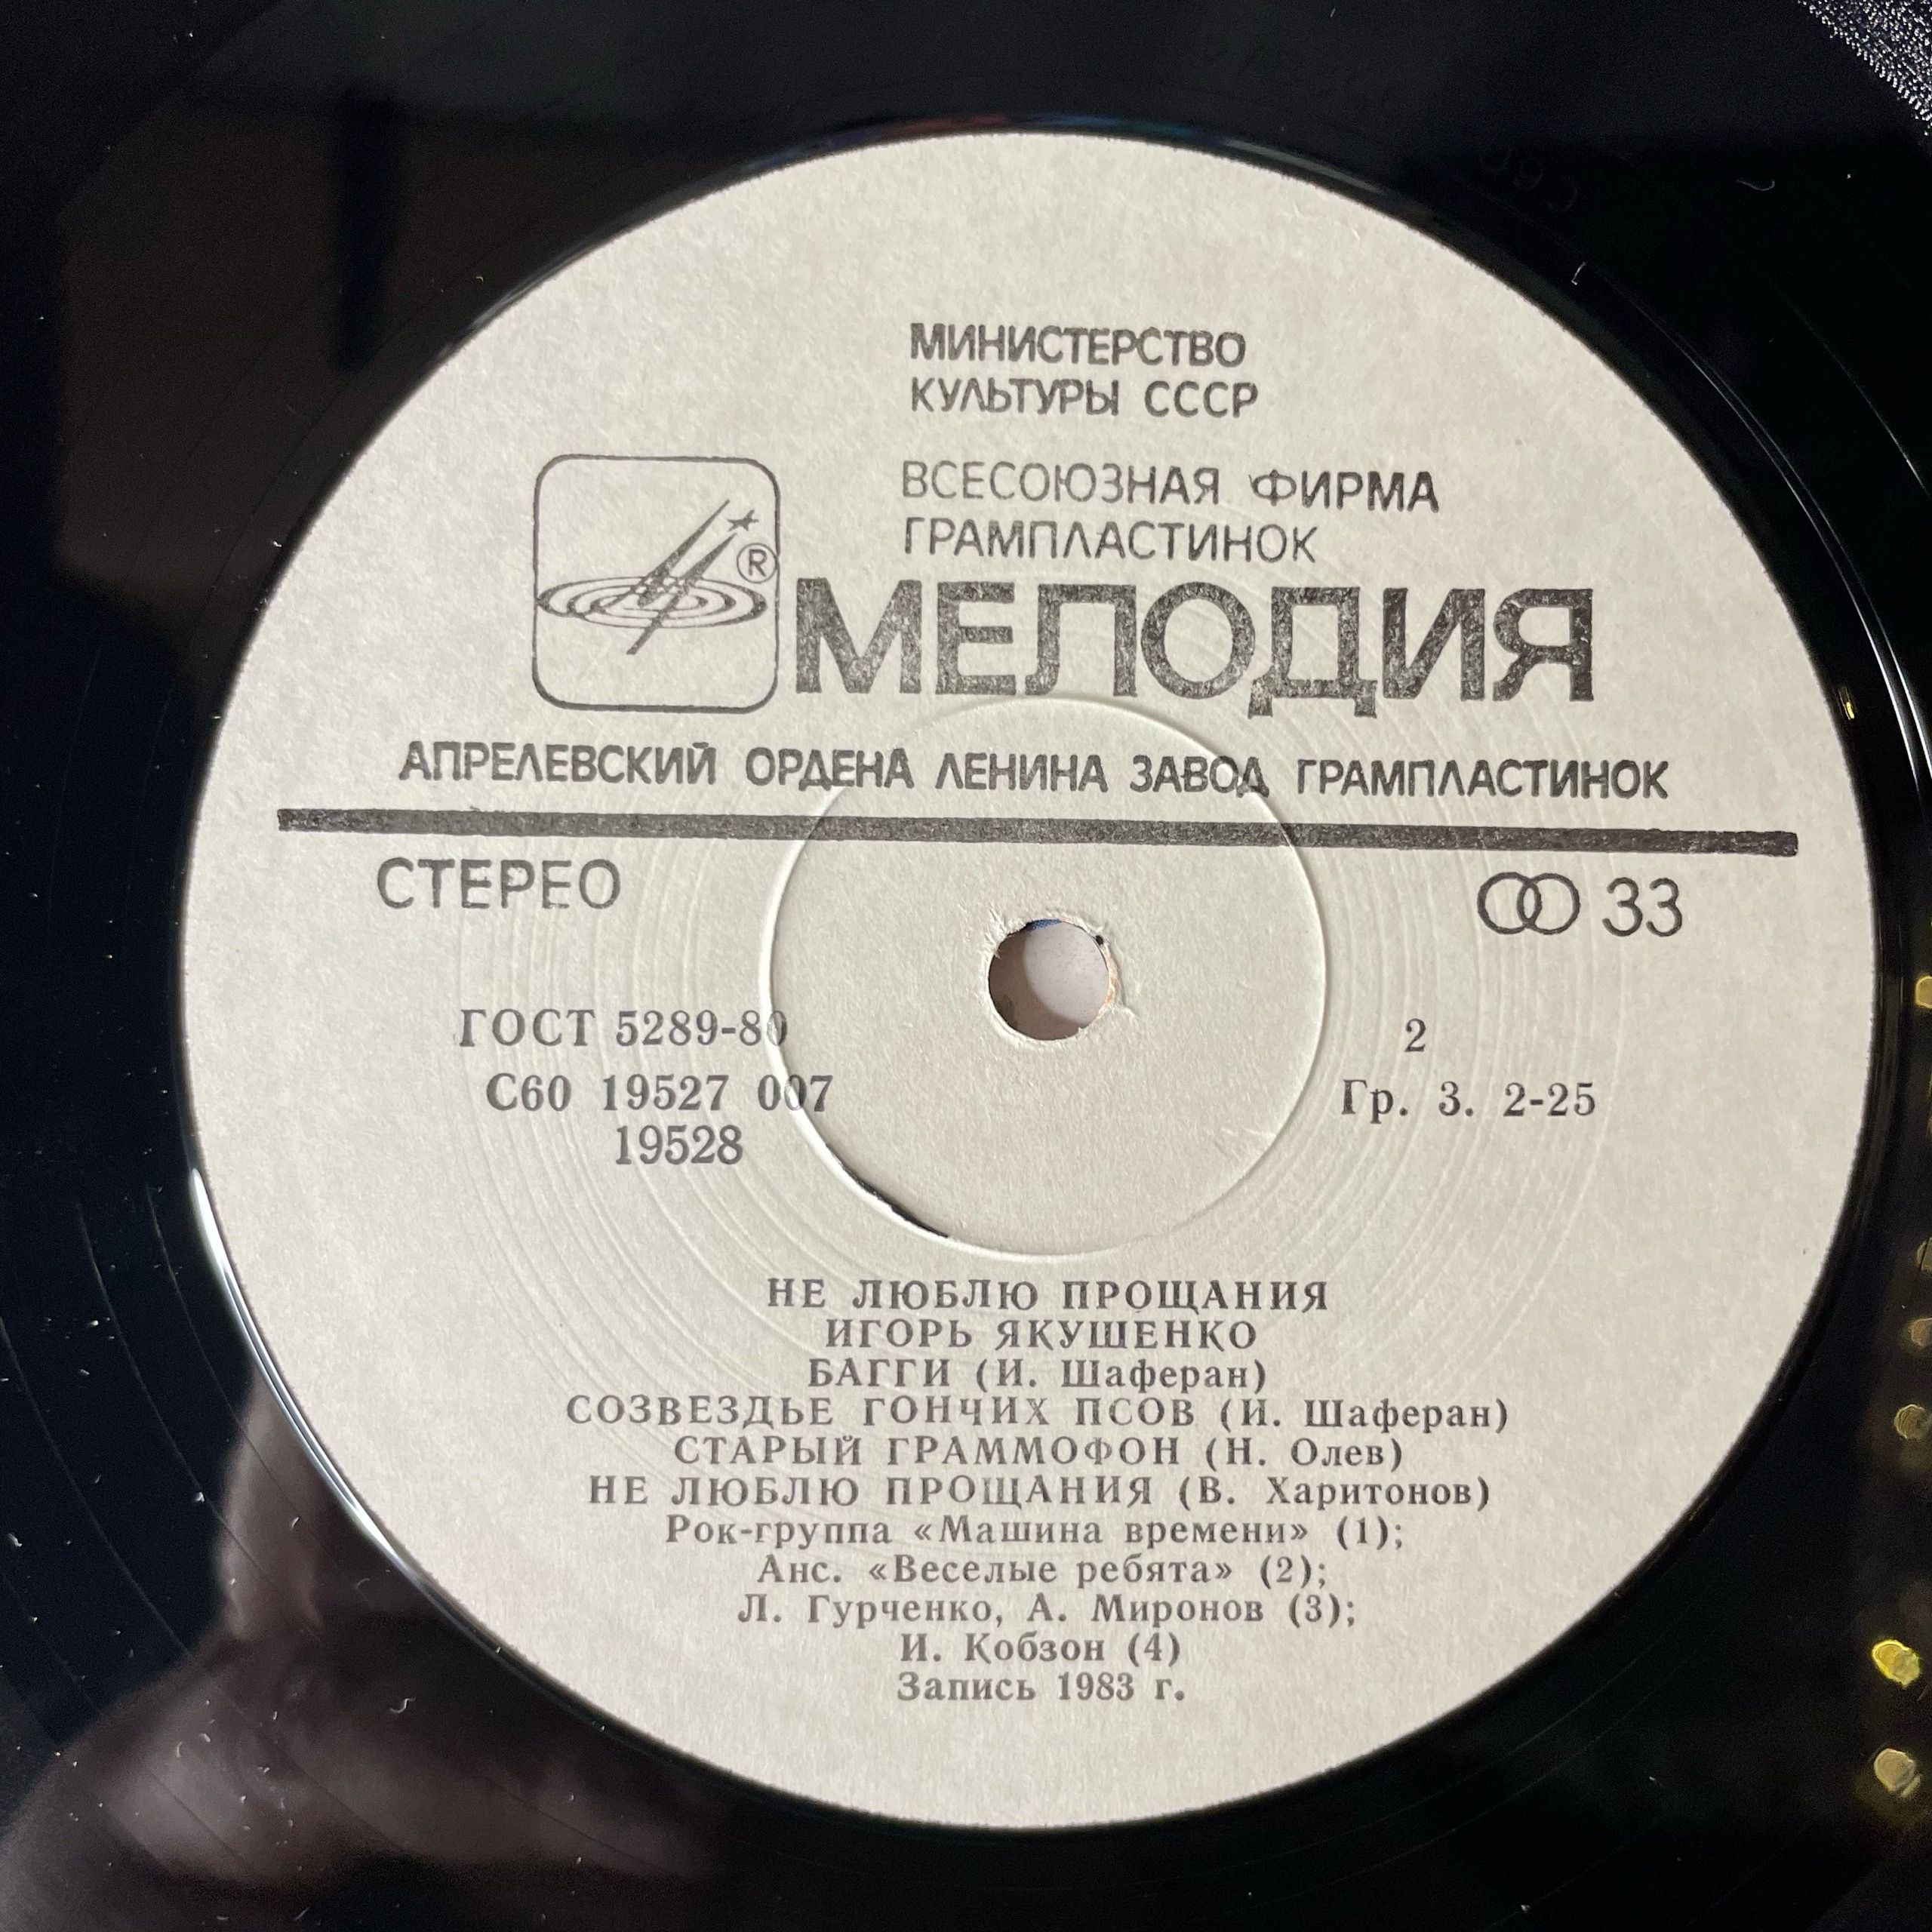 МИНИСТЕРСТВО
КУЛЬТУРЫ СССР
ВСЕСОЮЗНАЯ ФИРМА
ГРАМПЛАСТИНОК
® МЕЛОДИЯ
АПРЕЛЕВСКИЙ ОРДЕНА ЛЕНИНА ЗАВОД ГРАМПЛАСТИНОК
СТЕРЕО 33
ГОСТ 5289-80 2
С60 19527 007 Гр. 3. 2-25
19528
НЕ ЛЮБЛЮ ПРОЩАНИЯ
ИГОРЬ ЯКУШЕНКО
БАГГИ (И. Шаферан)
СОЗВЕЗДЬЕ ГОНЧИХ ПСОВ (И. Шаферан)
СТАРЫЙ ГРАММОФОН (Н. Олев)
НЕ ЛЮБЛЮ ПРОЩАНИЯ (В. Харитонов)
Рок-группа «Машина времени» (1);
Анс. «Веселые ребята» (2);
Л. Гурченко, А. Миронов (3);
И. Кобзон (4)
Запись 1983 г.